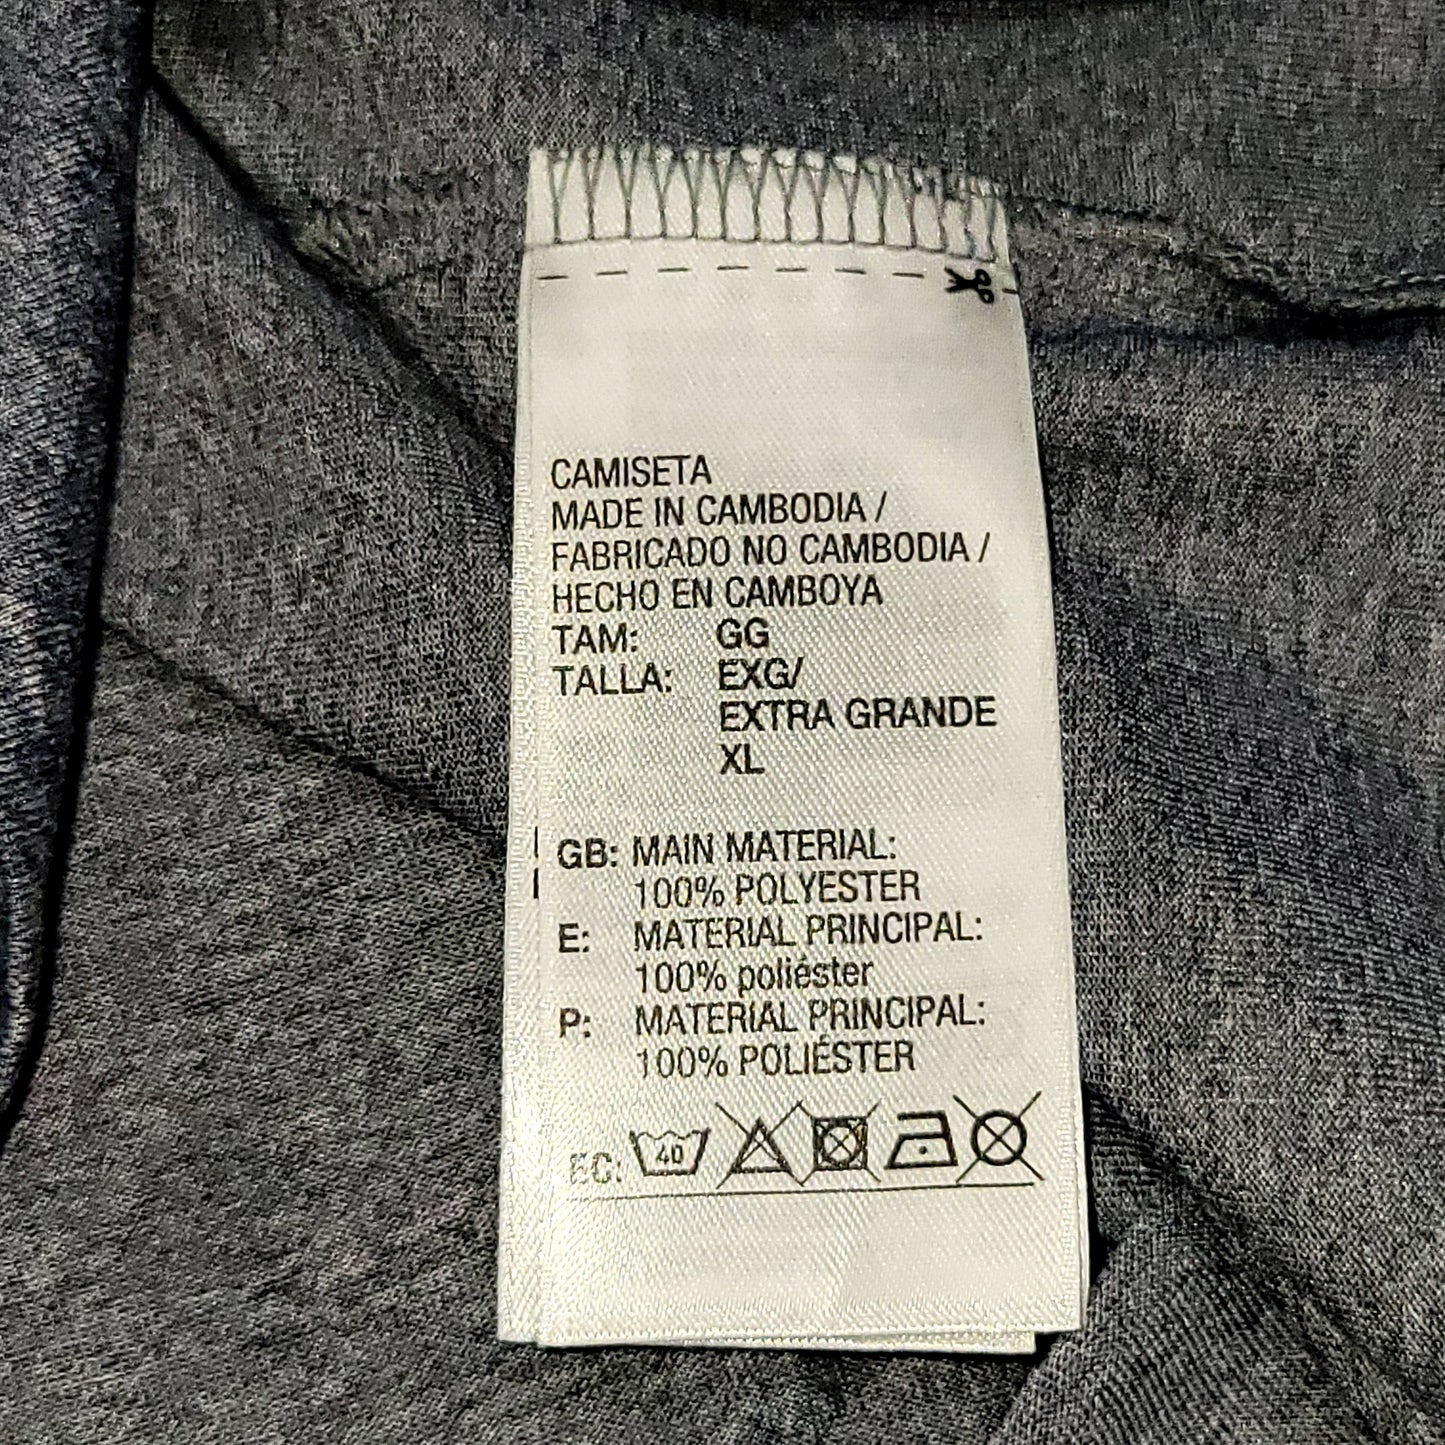 CAMISETA
MADE IN CAMBODIA /
FABRICADO NO CAMBODIA /
HECHO EN CAMBOYA
TAM: GG
TALLA: EXG/
EXTRA GRANDE
XL
GB: MAIN MATERIAL:
100% POLYESTER
E: MATERIAL PRINCIPAL:
100% poliéster
P: MATERIAL PRINCIPAL:
100% POLIÉSTER
EC: 40